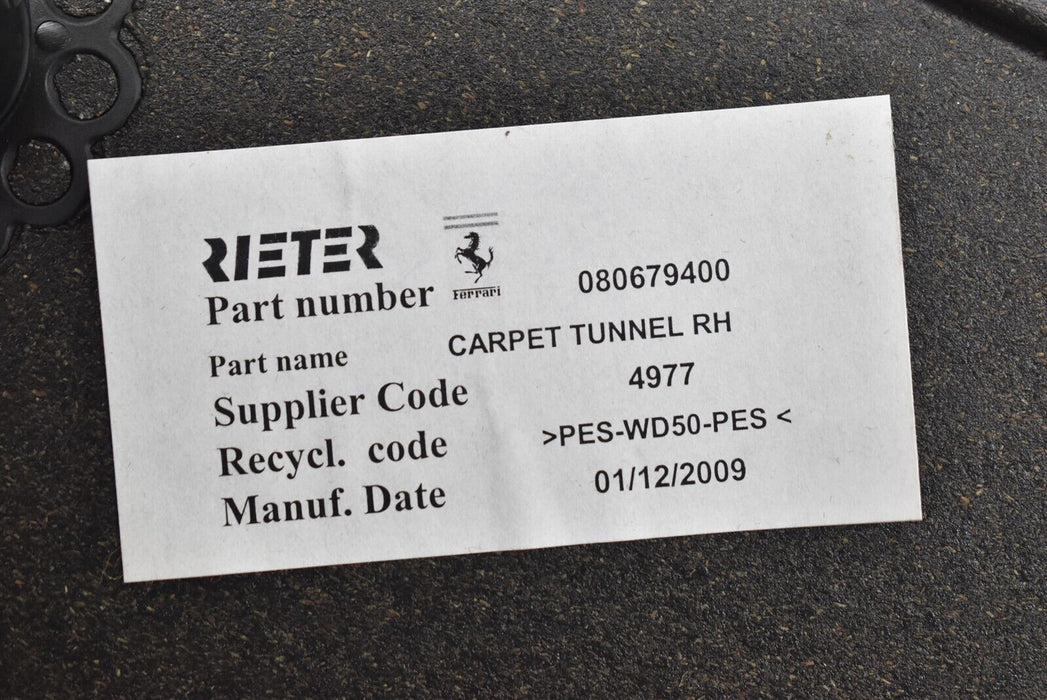 RIETER Ferrari
Part number 080679400
Part name CARPET TUNNEL RH
Supplier Code 4977
Recycl. code >PES-WD50-PES <
Manuf. Date 01/12/2009